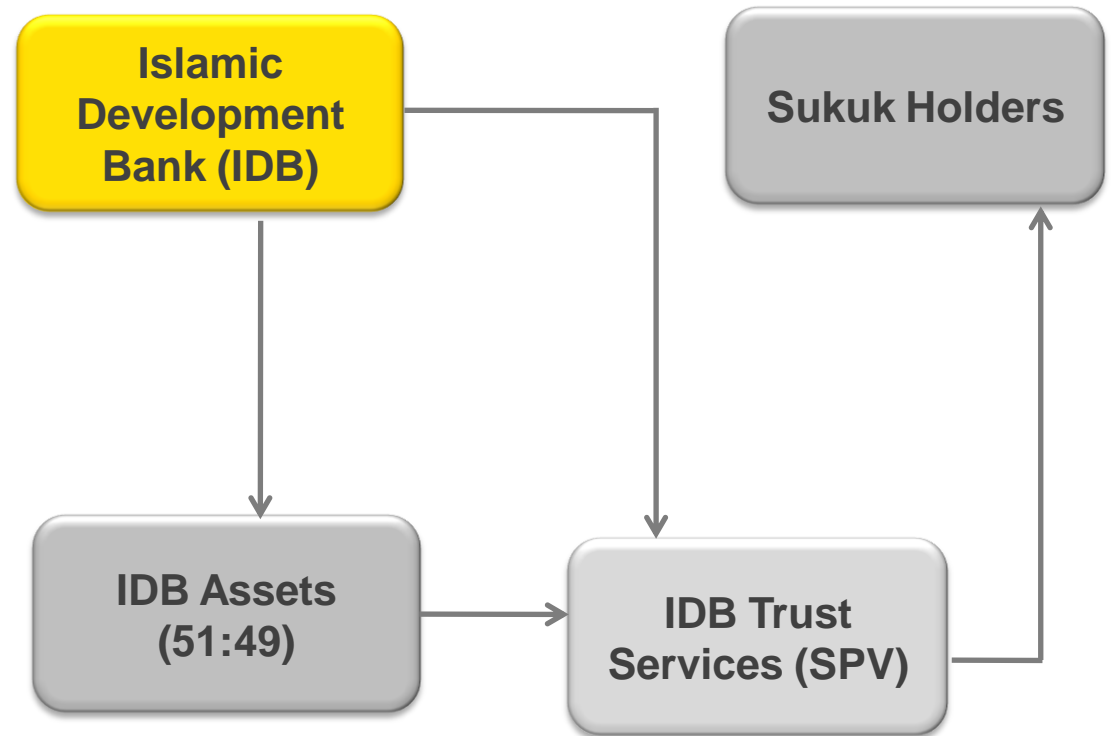 Islamic
Development
Bank (IDB)
Sukuk Holders
IDB Assets
(51:49)
IDB Trust
Services (SPV)